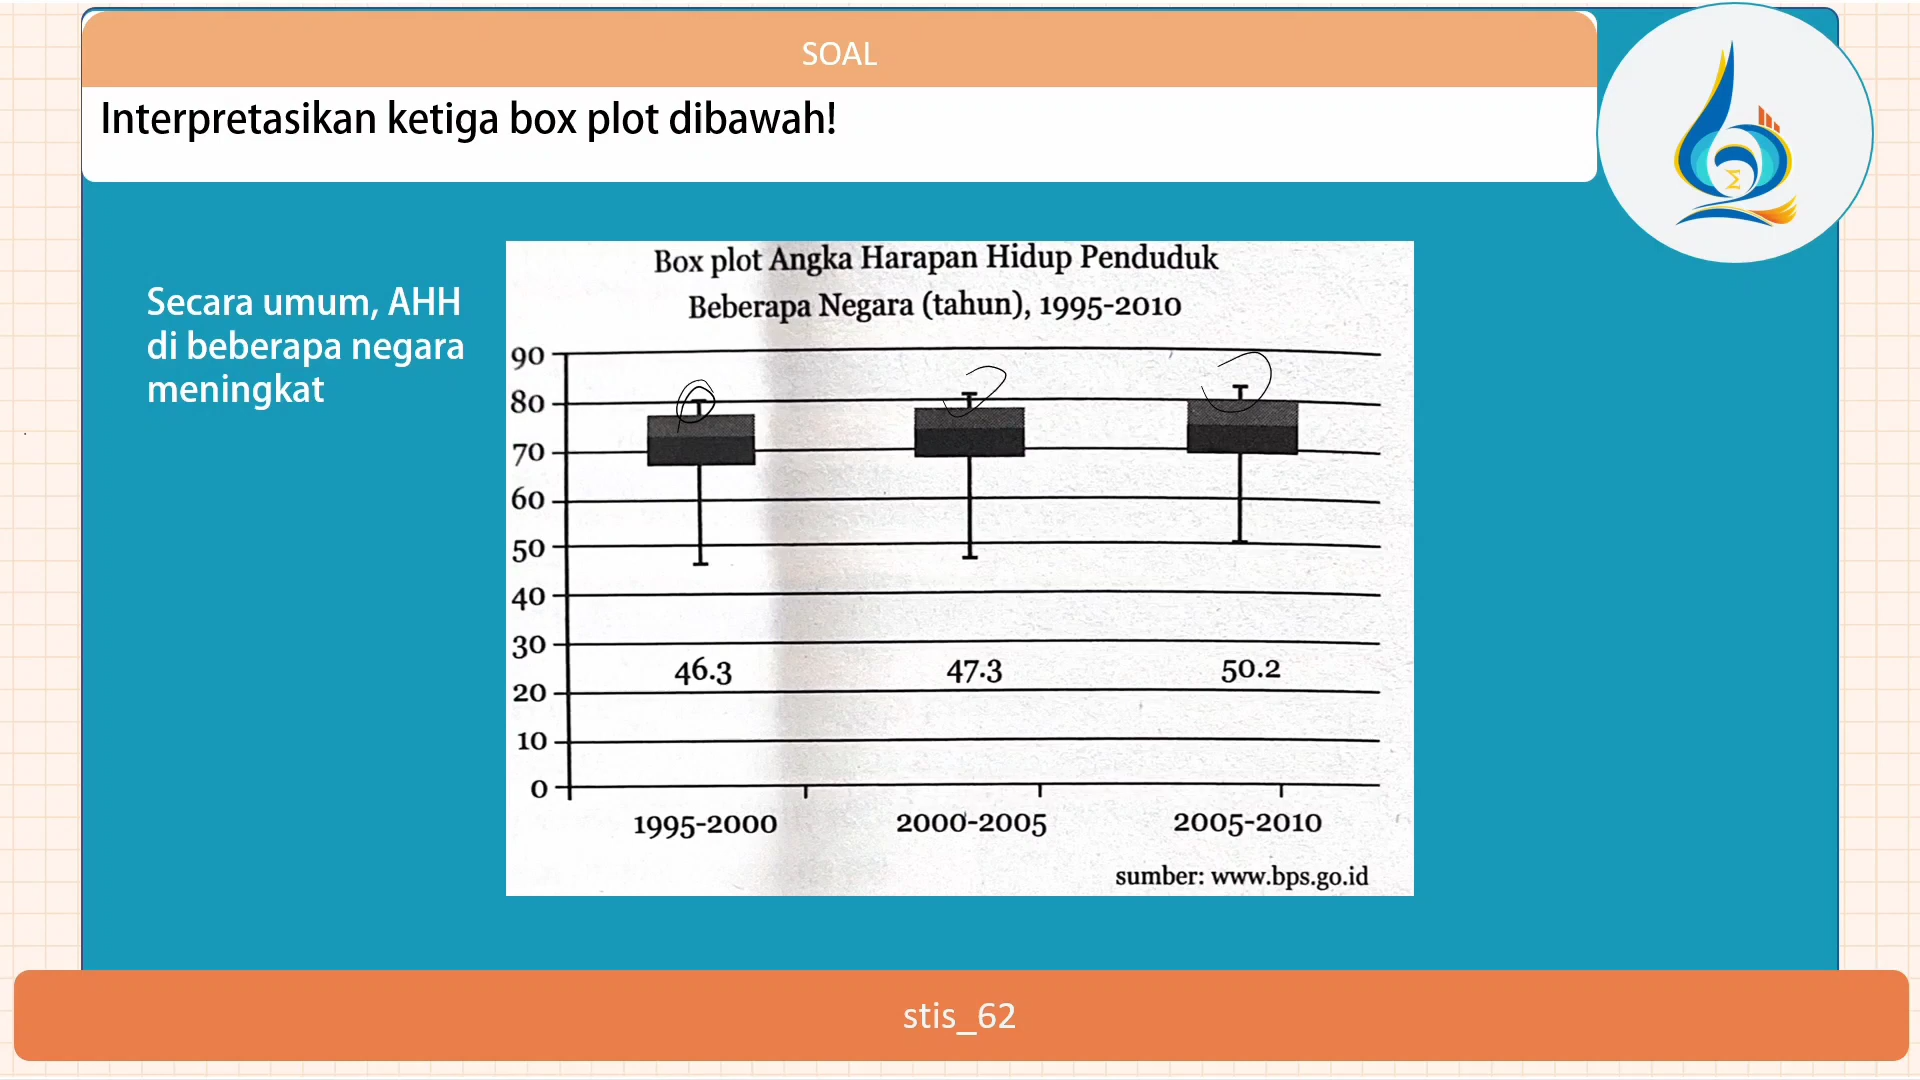 SOAL
Interpretasikan ketiga box plot dibawah!
Secara umum, AHH
di beberapa negara
meningkat
Box plot Angka Harapan Hidup Penduduk
Beberapa Negara (tahun), 1995-2010
90
80
70
60
50
40
30
20
10
0
46.3
47.3
50.2
1995-2000
2000-2005
2005-2010
sumber: www.bps.go.id
stis_62